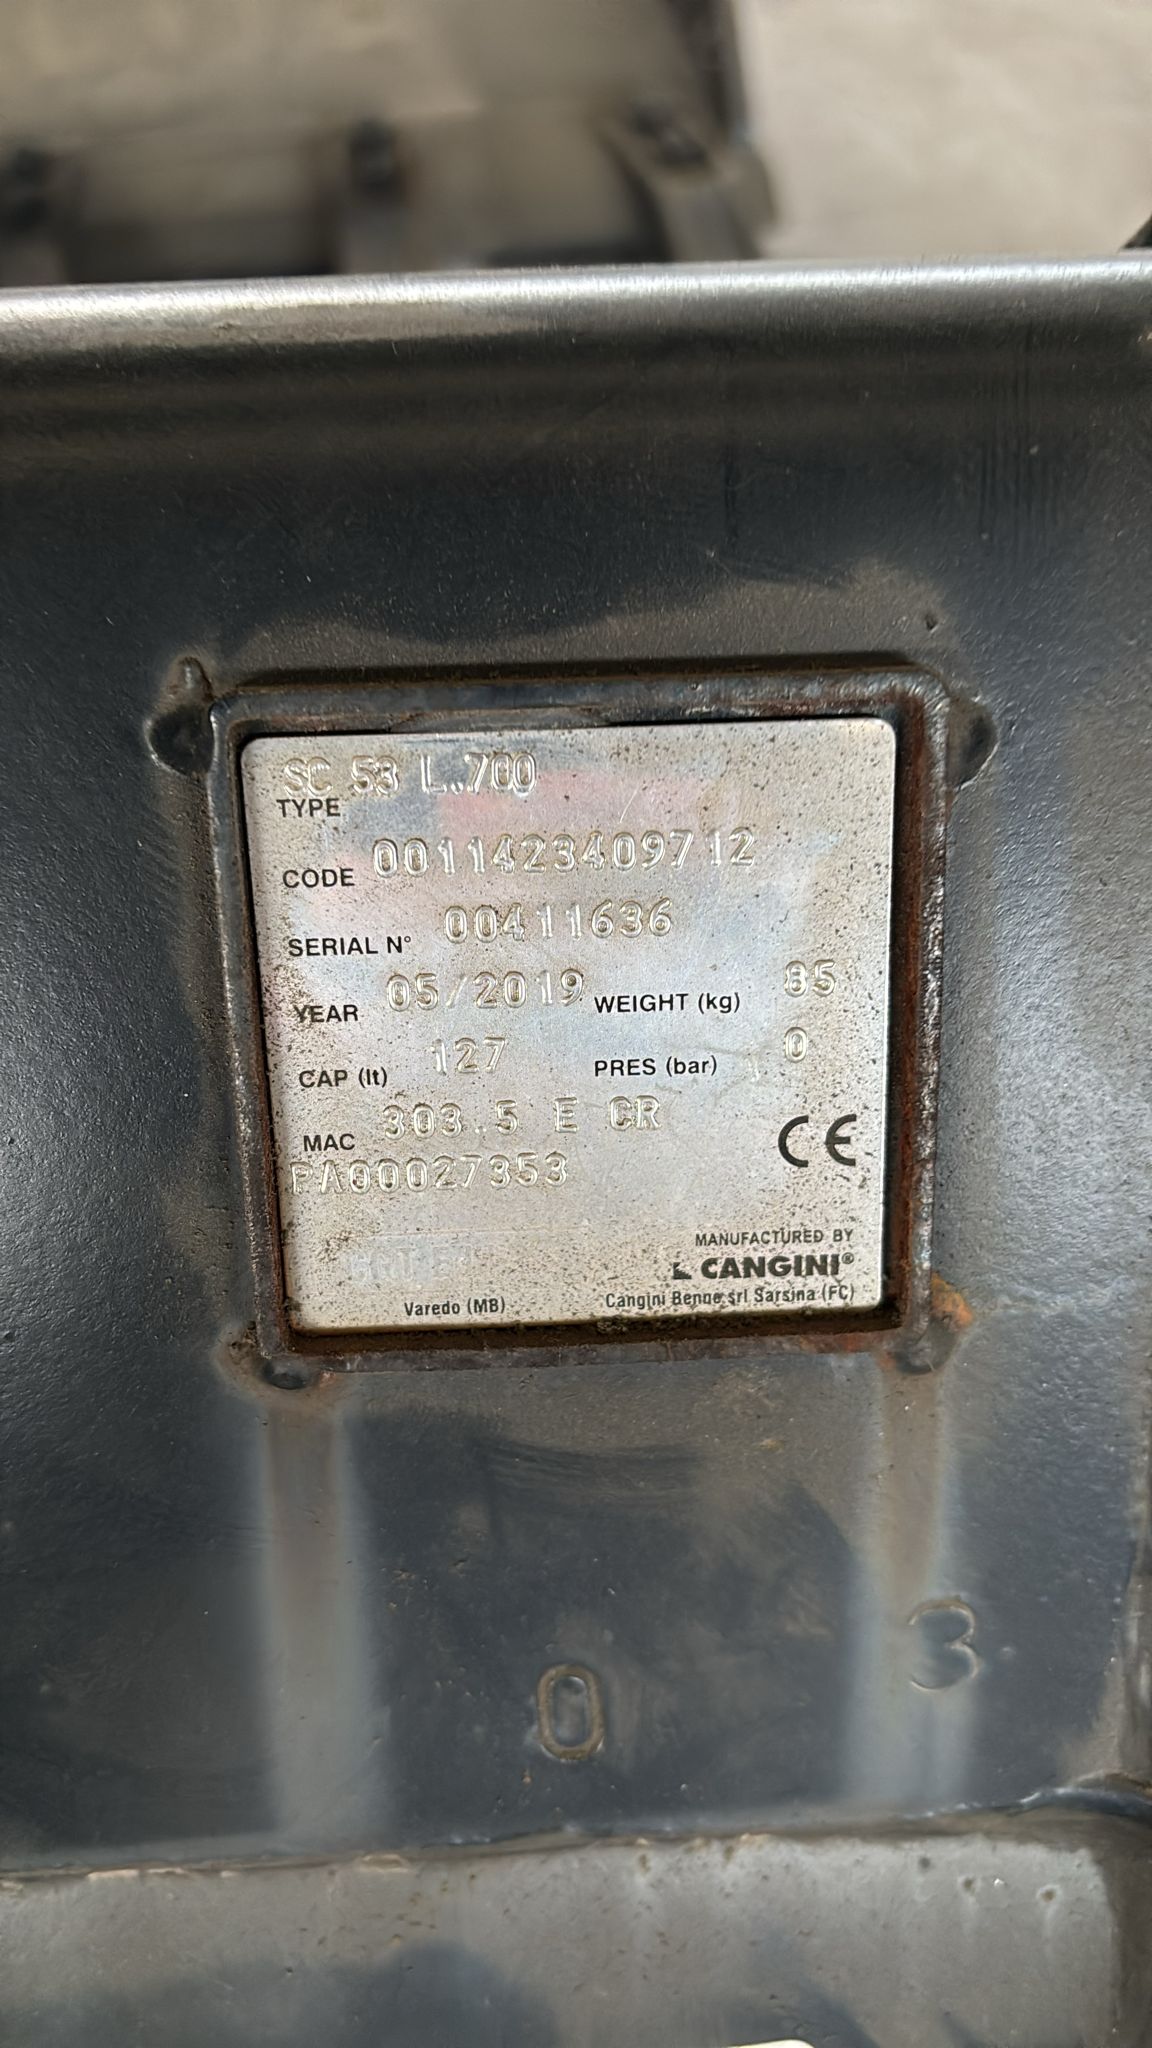 SC 53 L.700
TYPE
CODE 0011423409712
SERIAL N° 00411636
YEAR 05/2019 WEIGHT (kg) 85
CAP (lt) 127 PRES (bar) 0
MAC 303.5 E CR
PA00027353
CE
MANUFACTURED BY
CANGINI®
Varedo (MB) Cangini Benne srl Sarsina (FC)
0 3